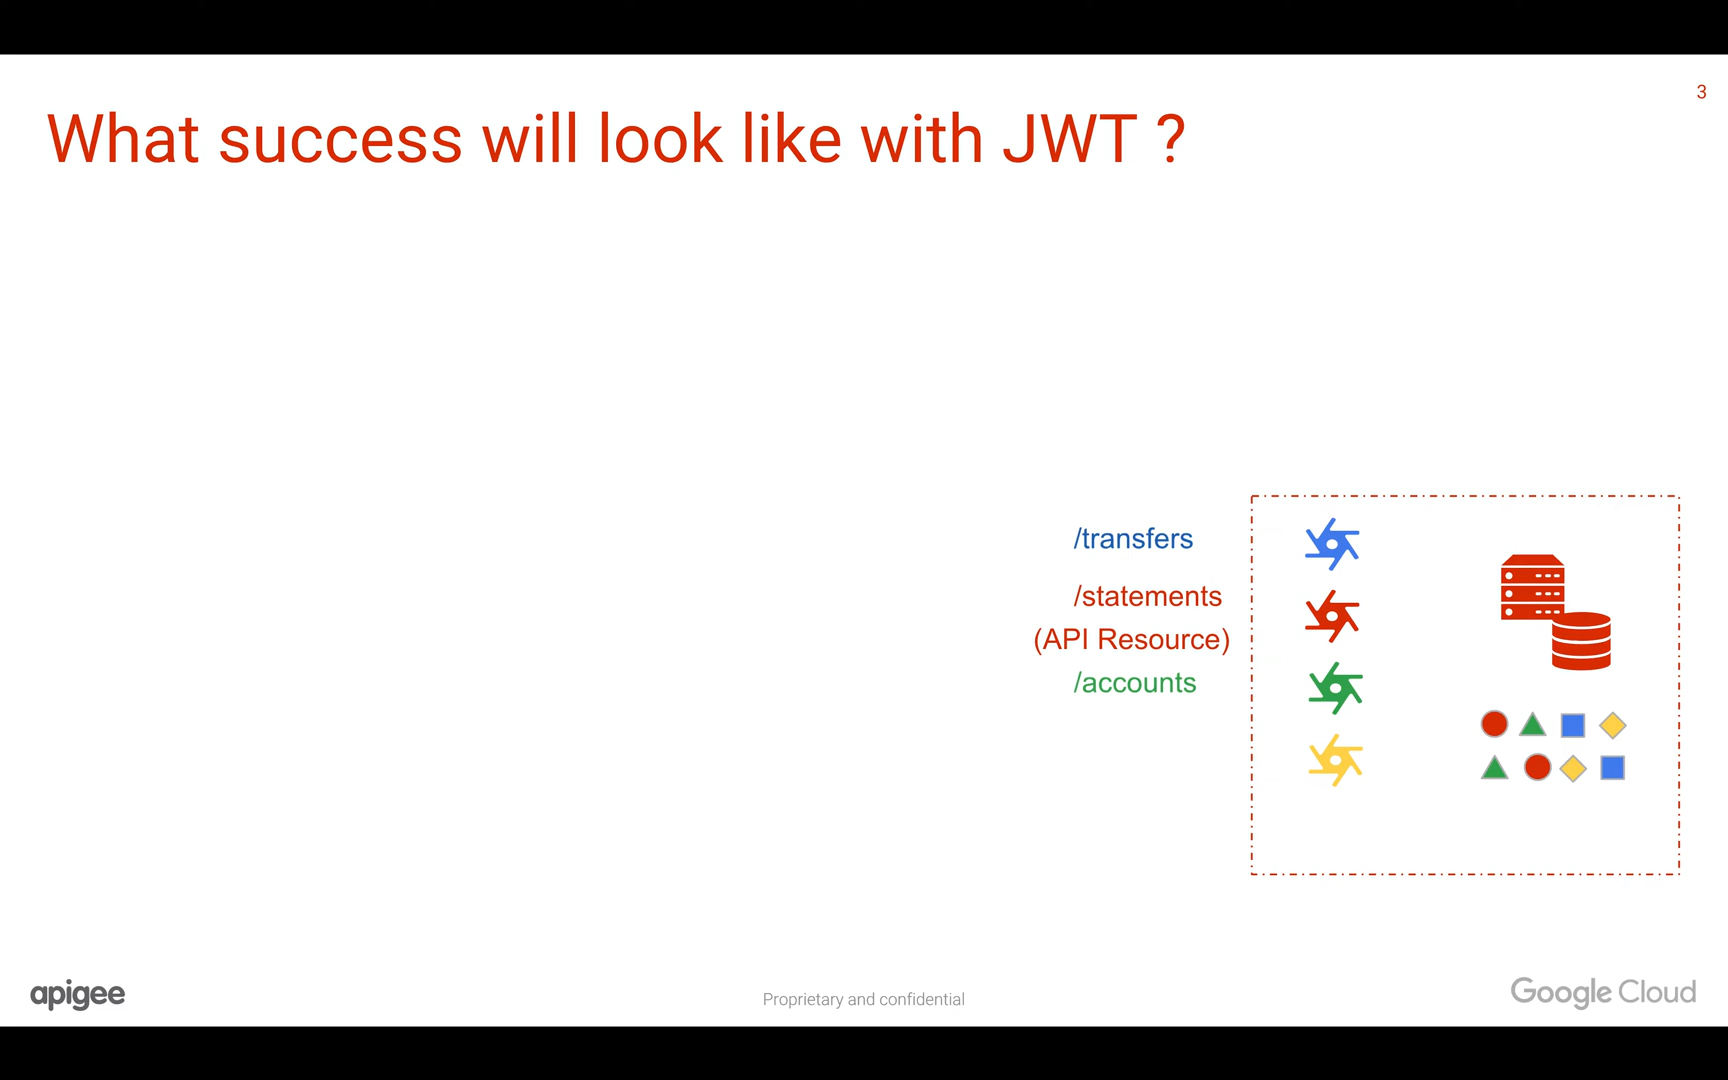 3
What success will look like with JWT ?
/transfers
/statements
(API Resource)
/accounts
apigee
Proprietary and confidential
Google Cloud